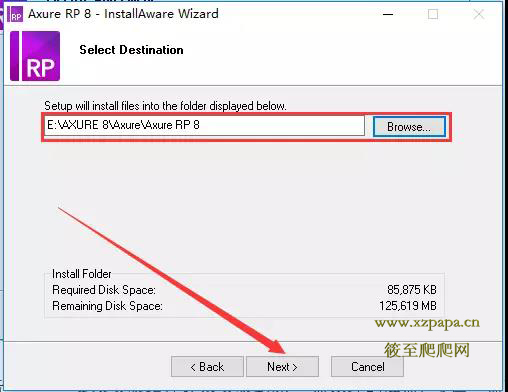 Axure RP 8 - InstallAware Wizard
RP
Select Destination
Setup will install files into the folder displayed below.
E:\AXURE 8\Axure\Axure RP 8
Browse...
Install Folder
Required Disk Space: 85,875 KB
Remaining Disk Space: 125,619 MB
www.xzpapa.cn
筱至爬爬网
< Back
Next >
Cancel